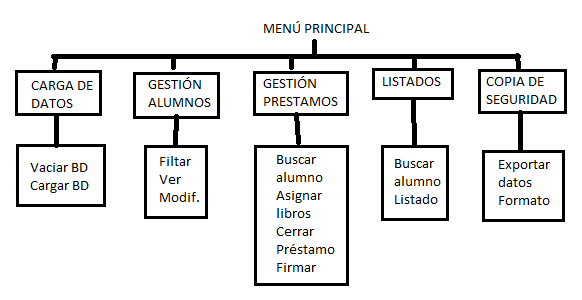 MENÚ PRINCIPAL
CARGA DE
DATOS
GESTIÓN
ALUMNOS
GESTIÓN
PRESTAMOS
LISTADOS
COPIA DE
SEGURIDAD
Vaciar BD
Cargar BD
Filtar
Ver
Modif.
Buscar
alumno
Asignar
libros
Cerrar
Préstamo
Firmar
Buscar
alumno
Listado
Exportar
datos
Formato